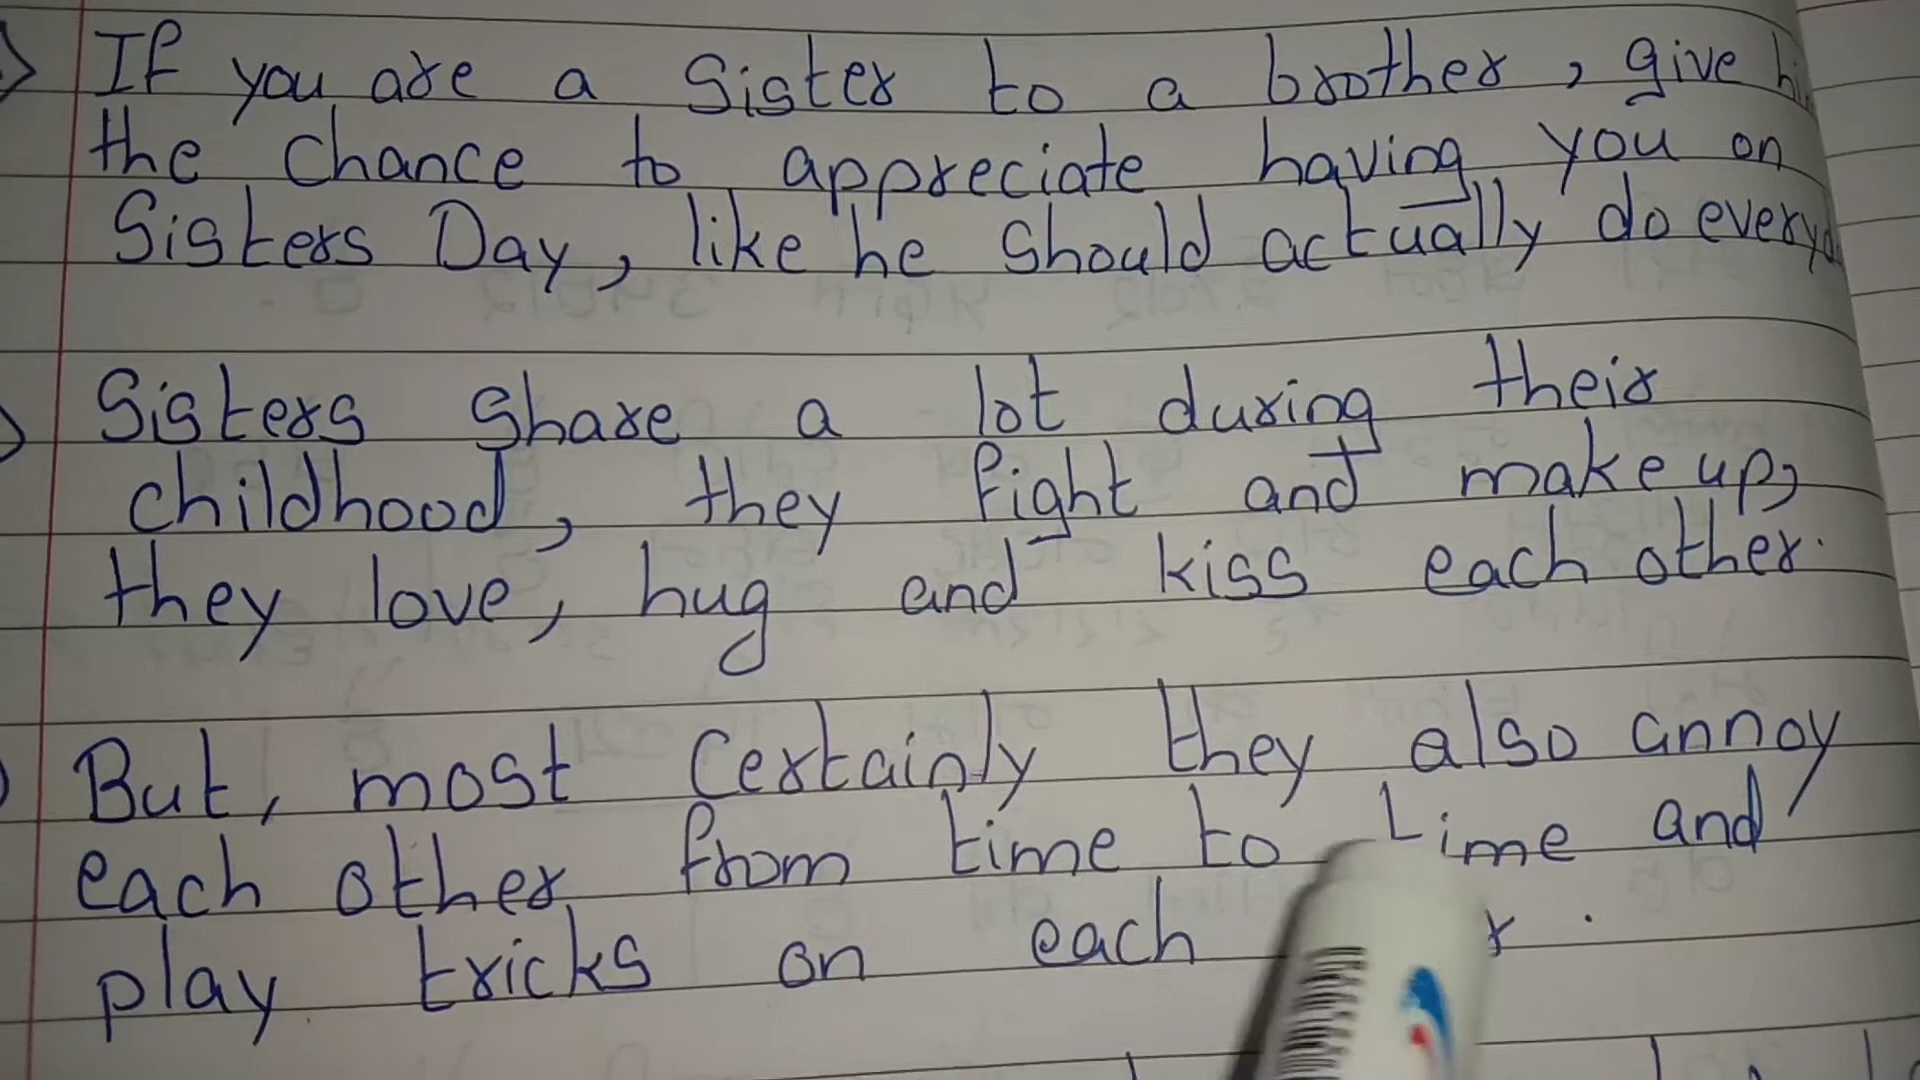 If you are a Sister to a brother, give
the chance to appreciate having you on
Sisters Day, like he should actually do
Sisters share a lot during their
childhood, they fight and make up,
they love, hug and kiss each other.
But, most certainly they also annoy
each other from time to time and
play tricks on each